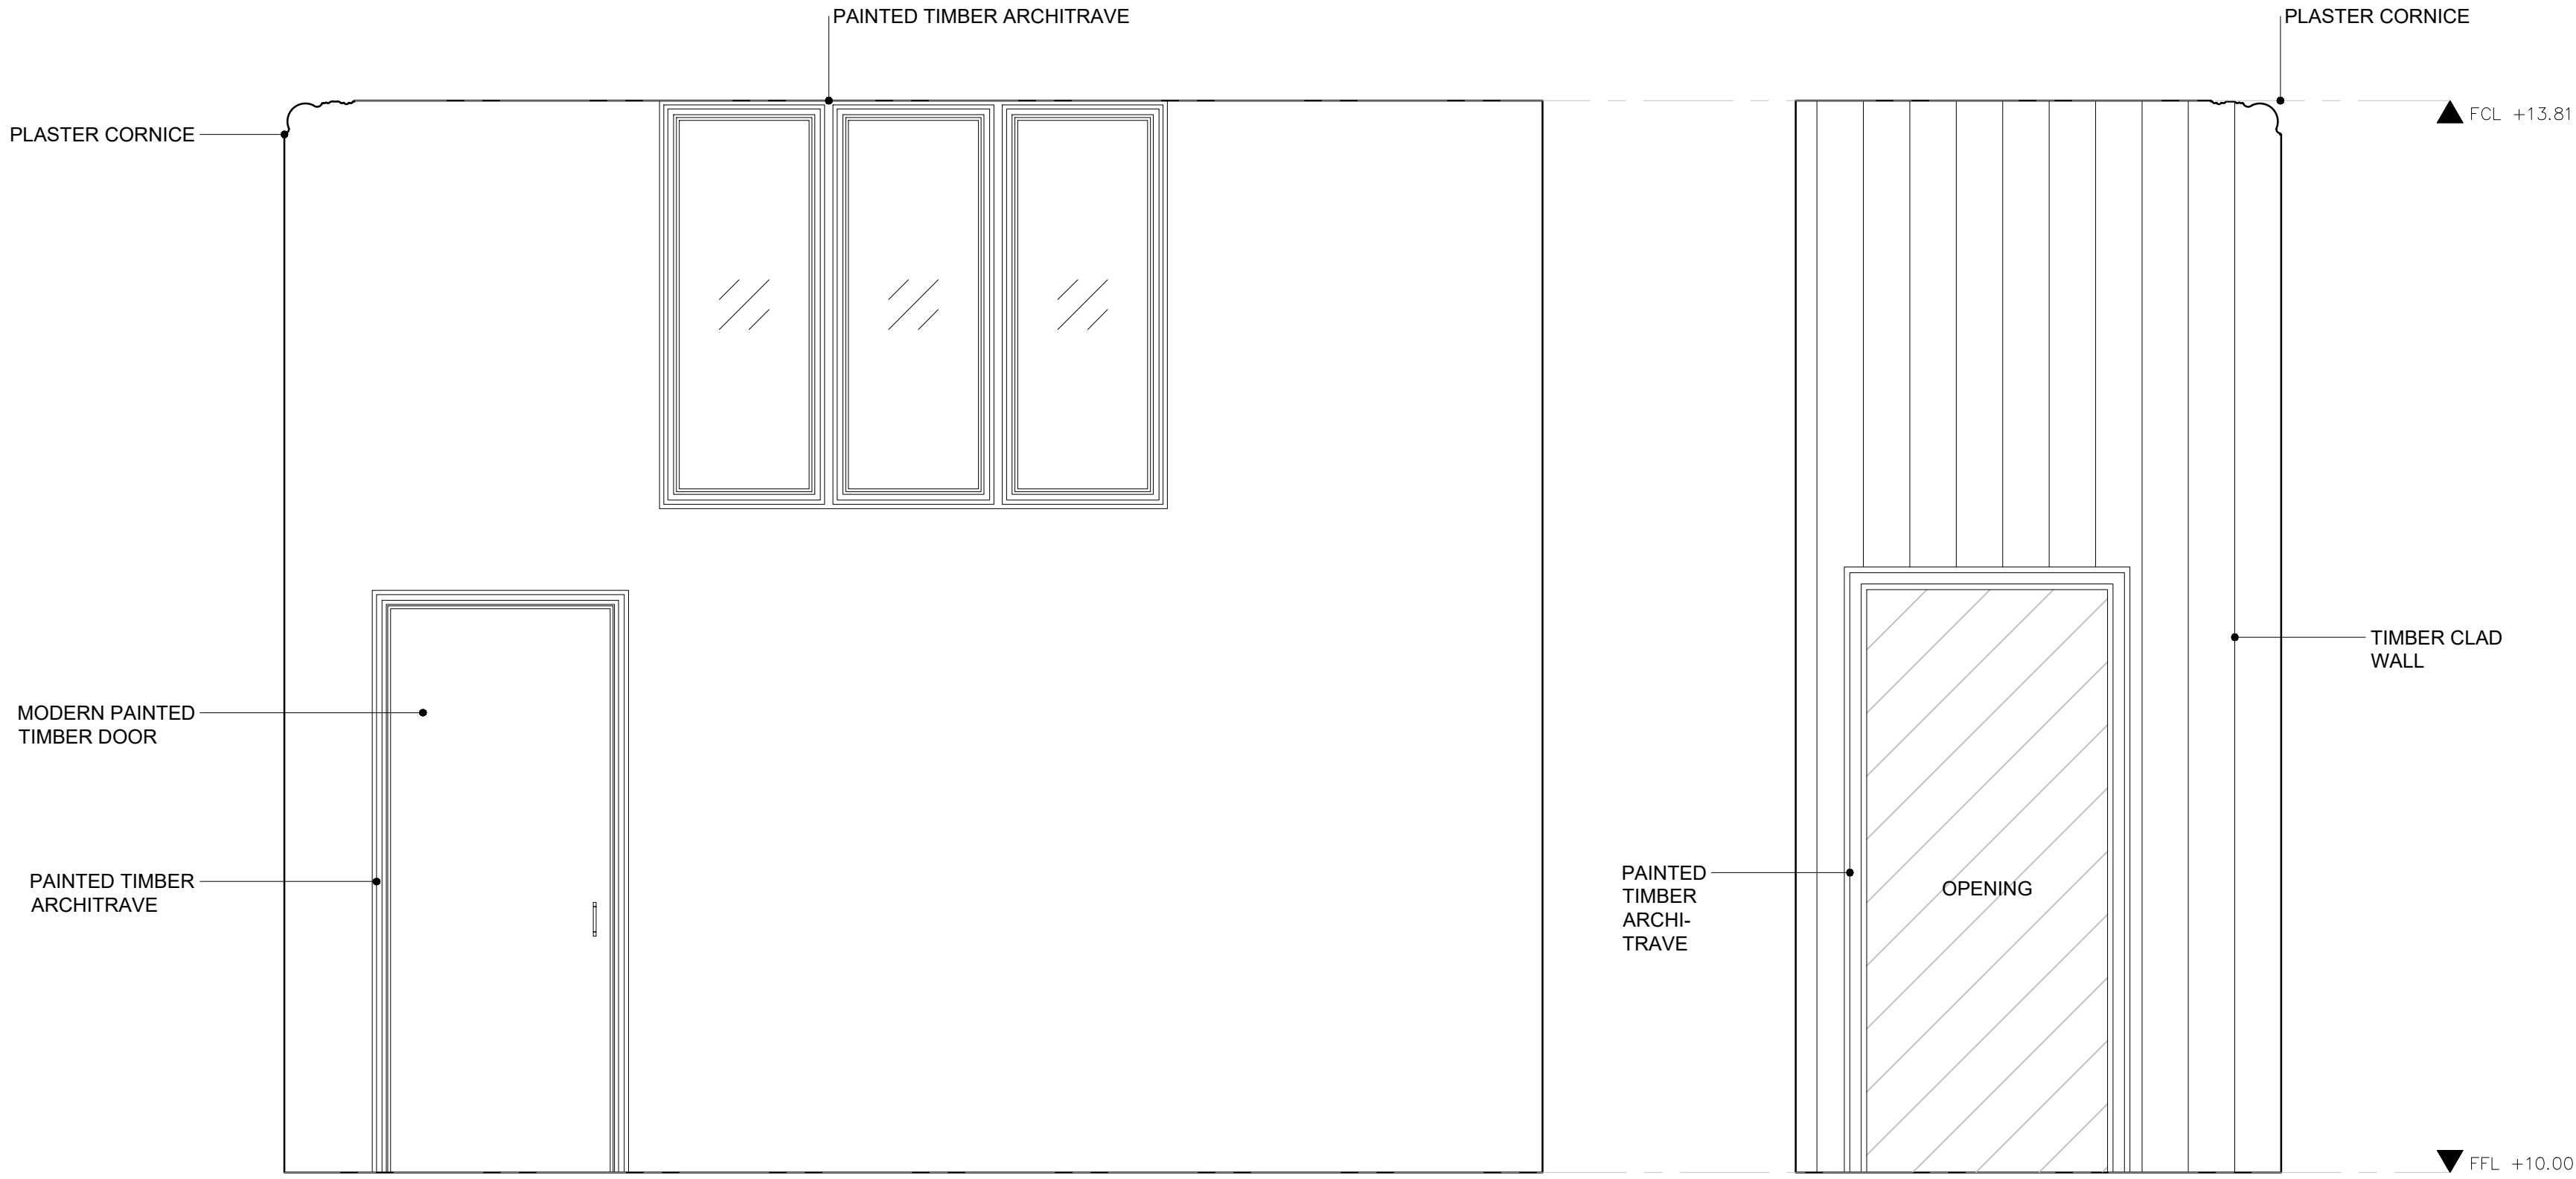 PAINTED TIMBER ARCHITRAVE
PLASTER CORNICE
PLASTER CORNICE
FCL +13.81
TIMBER CLAD
WALL
MODERN PAINTED
TIMBER DOOR
PAINTED TIMBER
ARCHITRAVE
PAINTED
TIMBER
ARCHI-
TRAVE
OPENING
FFL +10.00